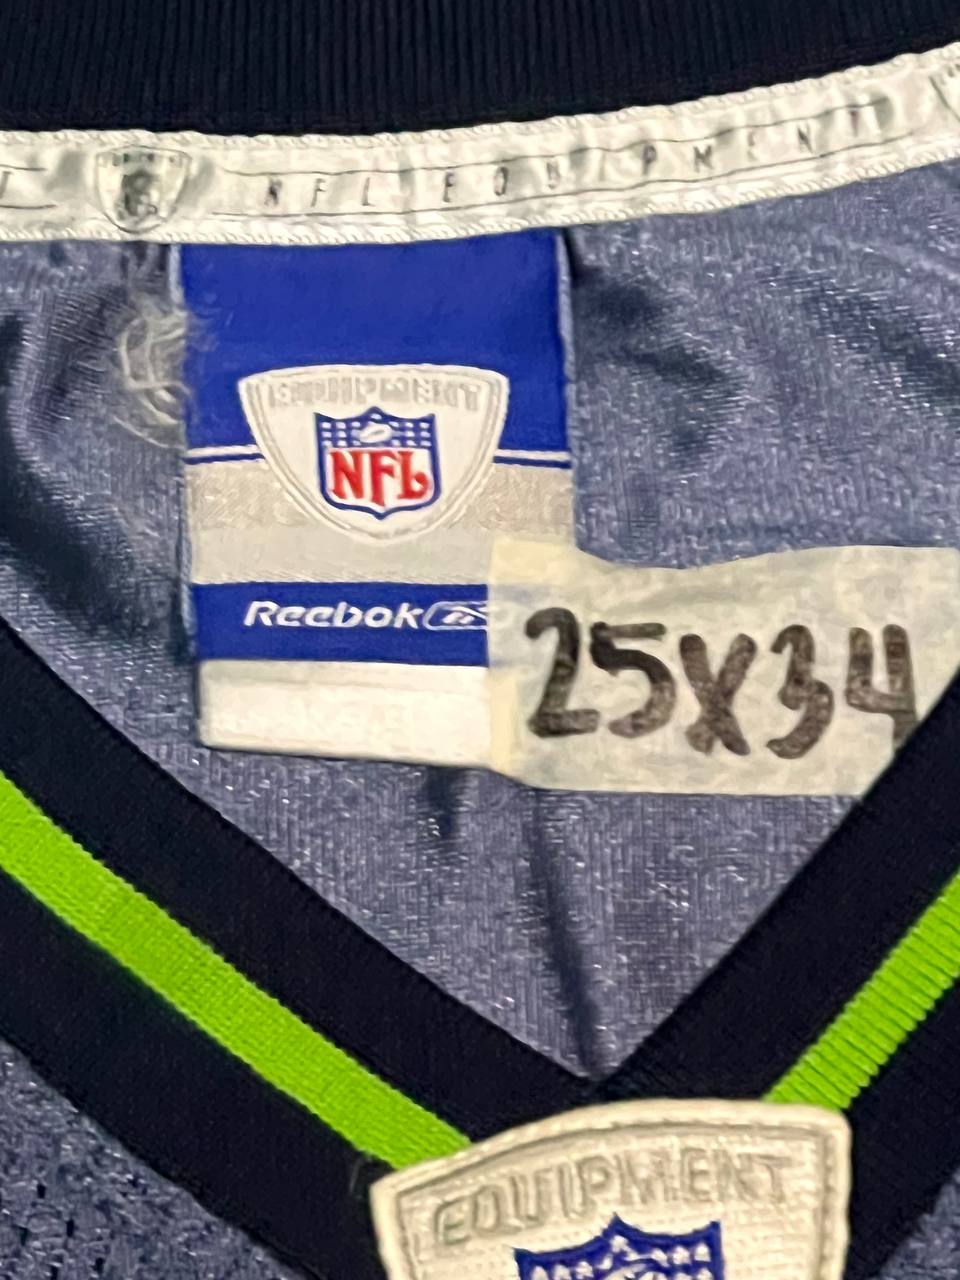 NFL EQUIPMENT
EQUIPMENT
NFL
Reebok
25X34
EQUIPMENT